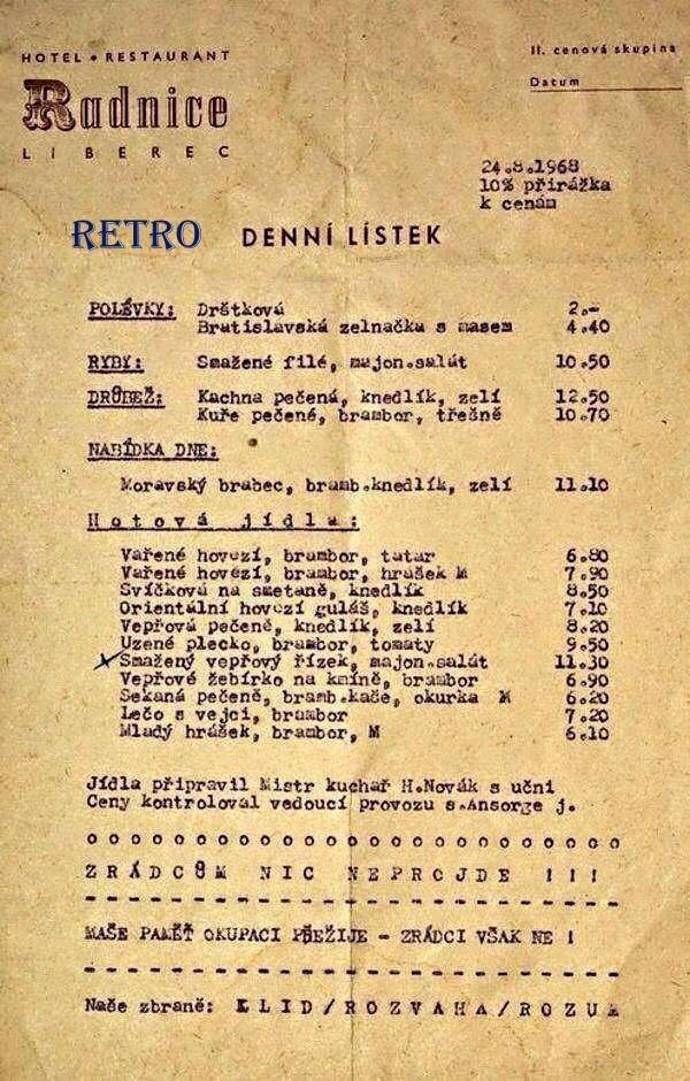 HOTEL • RESTAURANT
Radnice
LIBEREC
II. cenová skupina
Datum
24.8.1968
10% přirážka
k cenám
RETRO DENNÍ LÍSTEK
POLÉVKY: Drštková 2.-
Bratislavská zelnačka s masem 4.40
RYBY: Smažené filé, majon.salát 10.50
DRŮBEŽ: Kachna pečená, knedlík, zelí 12.50
Kuře pečené, brambor, třešně 10.70
NABÍDKA DNE:
Moravský brabec, bramb.knedlík, zelí 11.10
Hotová jídla:
Vařené hovězí, brambor, tatar 6.80
Vařené hovězí, brambor, hrášek M 7.90
Svíčková na smetaně, knedlík 8.50
Orientální hovězí guláš, knedlík 7.10
Vepřová pečeně, knedlík, zelí 8.20
Uzené plecko, brambor, tomaty 9.50
Smažený vepřový řízek, majon.salát 11.30
Vepřové žebírko na kmíně, brambor 6.90
Sekaná pečeně, bramb.kaše, okurka M 6.20
Lečo s vejci, brambor 7.20
Mladý hrášek, brambor, M 6.10
Jídla připravil Mistr kuchař H.Novák s učni
Ceny kontroloval vedoucí provozu s.Ansorge j.
o o o o o o o o o o o o o o o o o o o o o o o o o o
ZRÁDCŮM NIC NEPROJDE !!!
- - - - - - - - - - - - - - - - - - - - - - - - - -
NAŠE PAMĚŤ OKUPACI PŘEŽIJE - ZRÁDCI VŠAK NE !
- - - - - - - - - - - - - - - - - - - - - - - - - -
Naše zbraně: KLID/ROZVAHA/ROZUM